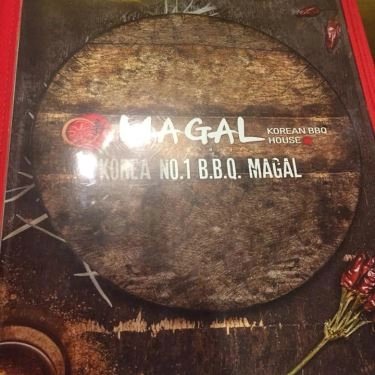 MAGAL KOREAN BBQ
HOUSE
KOREA NO.1 B.B.Q. MAGAL